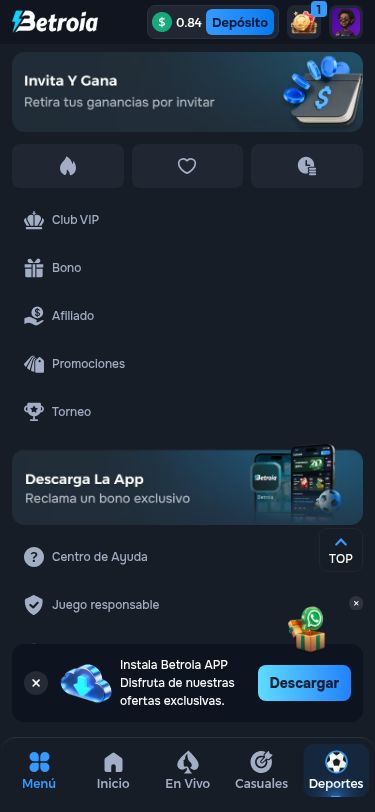 Betroia
$ 0.84 Depósito
1
Invita Y Gana
Retira tus ganancias por invitar
Club VIP
Bono
Afiliado
Promociones
Torneo
Descarga La App
Reclama un bono exclusivo
Betroia
Betroia
Centro de Ayuda
TOP
Juego responsable
Instala Betroia APP
Disfruta de nuestras
ofertas exclusivas.
Descargar
Menú
Inicio
En Vivo
Casuales
Deportes